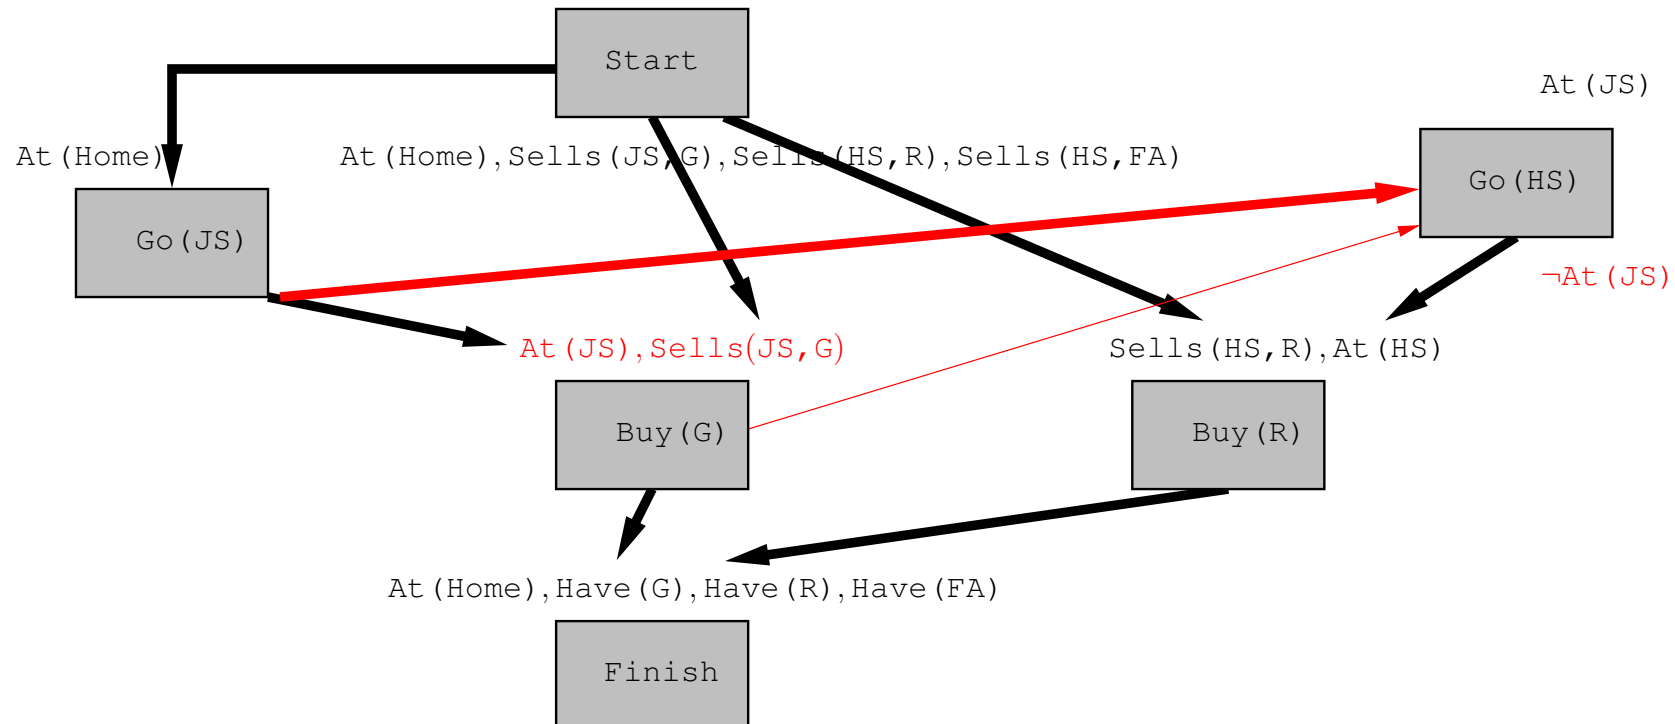 Start
At(JS)
At(Home)
At(Home),Sells(JS,G),Sells(HS,R),Sells(HS,FA)
Go(HS)
Go(JS)
¬At(JS)
At(JS),Sells(JS,G)
Sells(HS,R),At(HS)
Buy(G)
Buy(R)
At(Home),Have(G),Have(R),Have(FA)
Finish